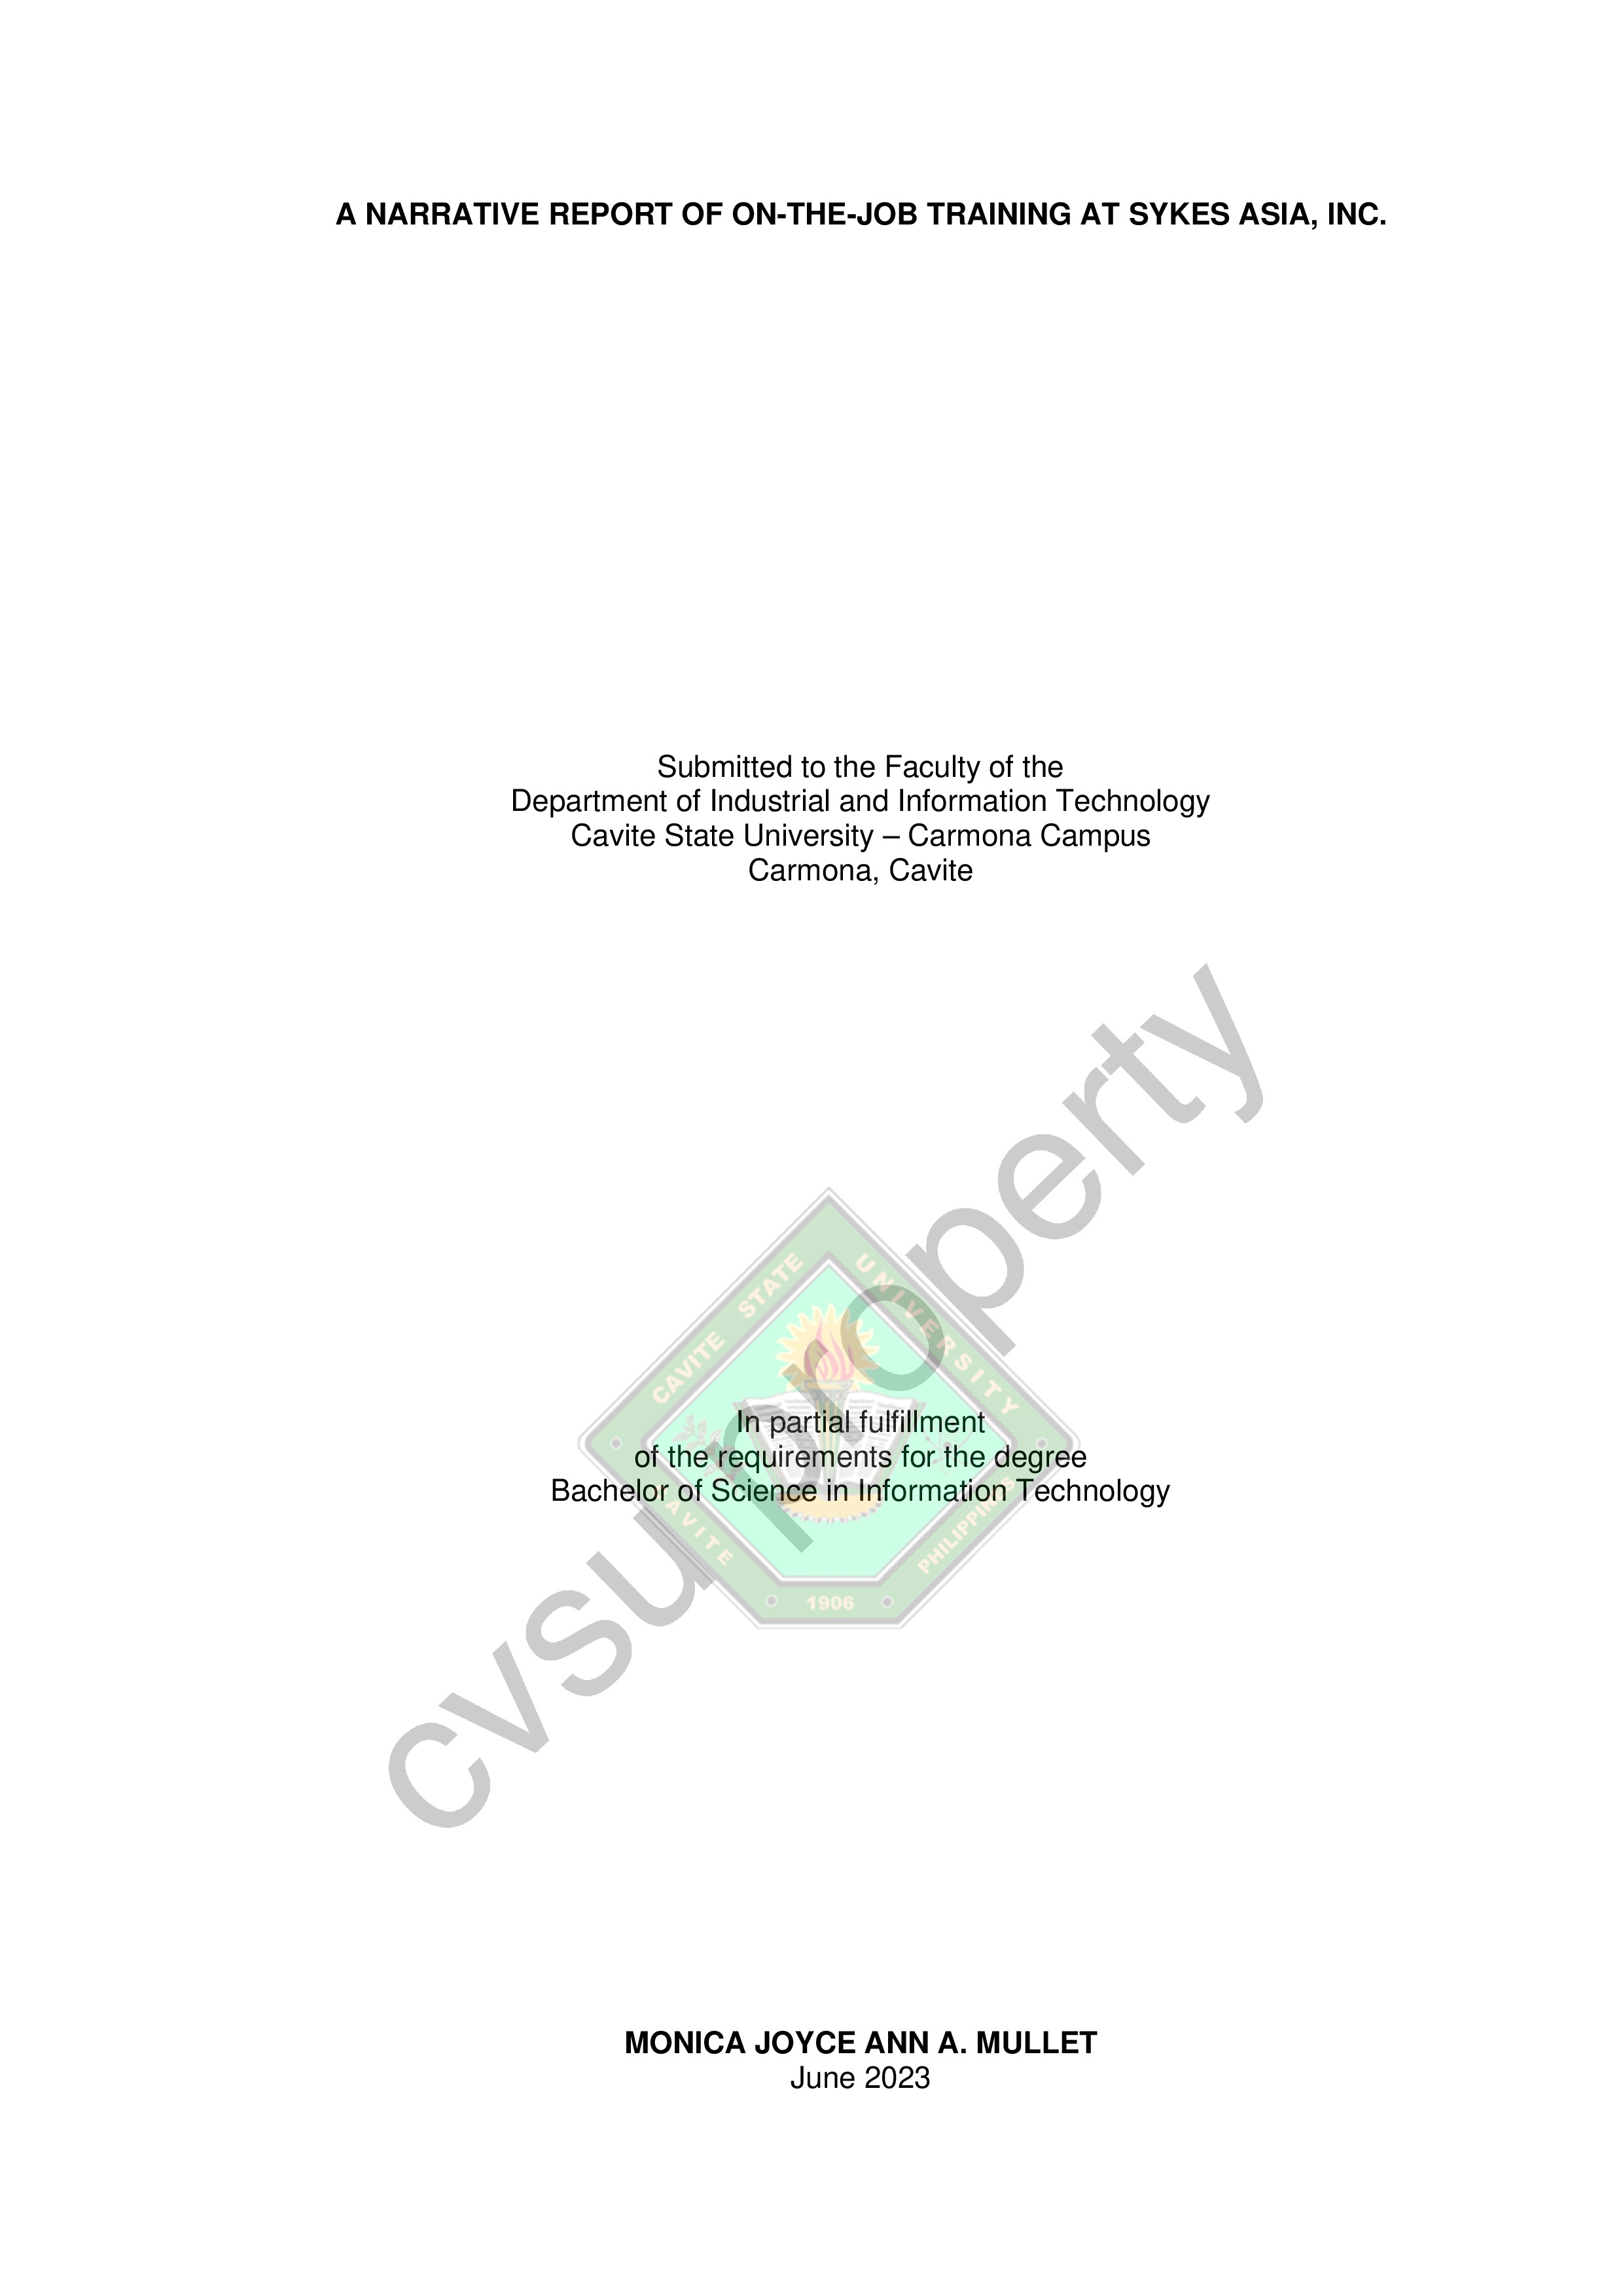 A NARRATIVE REPORT OF ON-THE-JOB TRAINING AT SYKES ASIA, INC.
Submitted to the Faculty of the
Department of Industrial and Information Technology
Cavite State University – Carmona Campus
Carmona, Cavite
cvsu property
CAVITE STATE UNIVERSITY
In partial fulfillment
of the requirements for the degree
Bachelor of Science in Information Technology
CAVITE
PHILIPPINES
1906
MONICA JOYCE ANN A. MULLET
June 2023